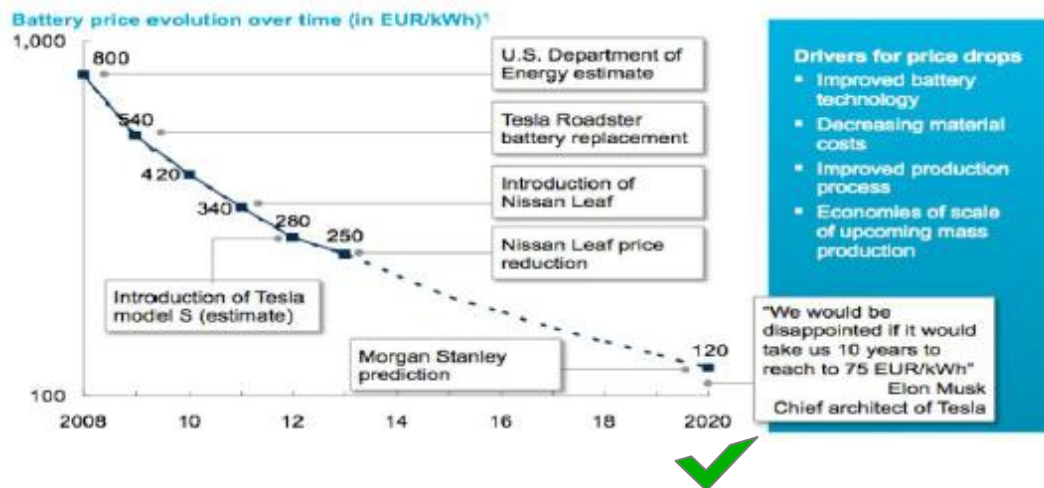 Battery price evolution over time (in EUR/kWh)¹
1,000
800
U.S. Department of
Energy estimate
540
Tesla Roadster
battery replacement
420
Introduction of
Nissan Leaf
340
280
250
Nissan Leaf price
reduction
Introduction of Tesla
model S (estimate)
Morgan Stanley
prediction
120
100
2008
10
12
14
16
18
2020
Drivers for price drops
▪ Improved battery
technology
▪ Decreasing material
costs
▪ Improved production
process
▪ Economies of scale
of upcoming mass
production
"We would be
disappointed if it would
take us 10 years to
reach to 75 EUR/kWh"
Elon Musk
Chief architect of Tesla